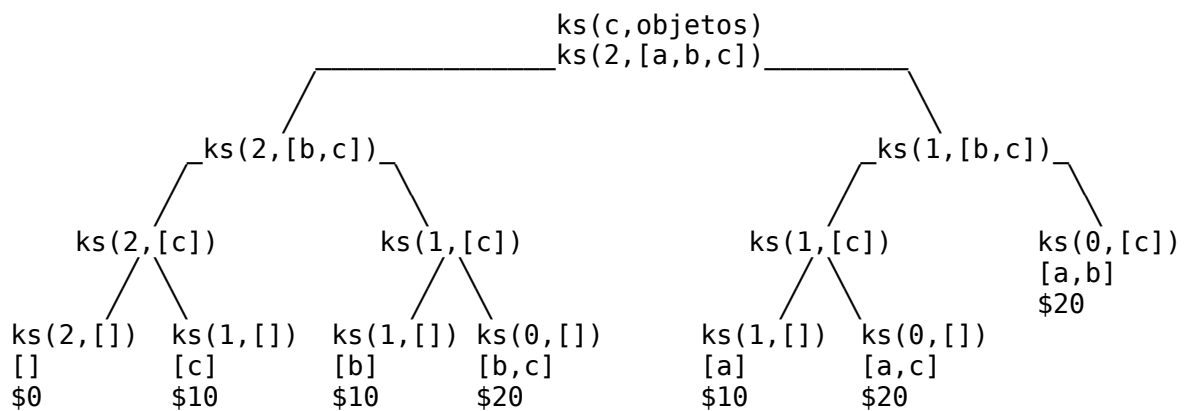 ks(c,objetos)
ks(2,[a,b,c])
ks(2,[b,c]) ks(1,[b,c])
ks(2,[c]) ks(1,[c]) ks(1,[c]) ks(0,[c])
[a,b]
$20
ks(2,[]) ks(1,[]) ks(1,[]) ks(0,[]) ks(1,[]) ks(0,[])
[] [c] [b] [b,c] [a] [a,c]
$0 $10 $10 $20 $10 $20